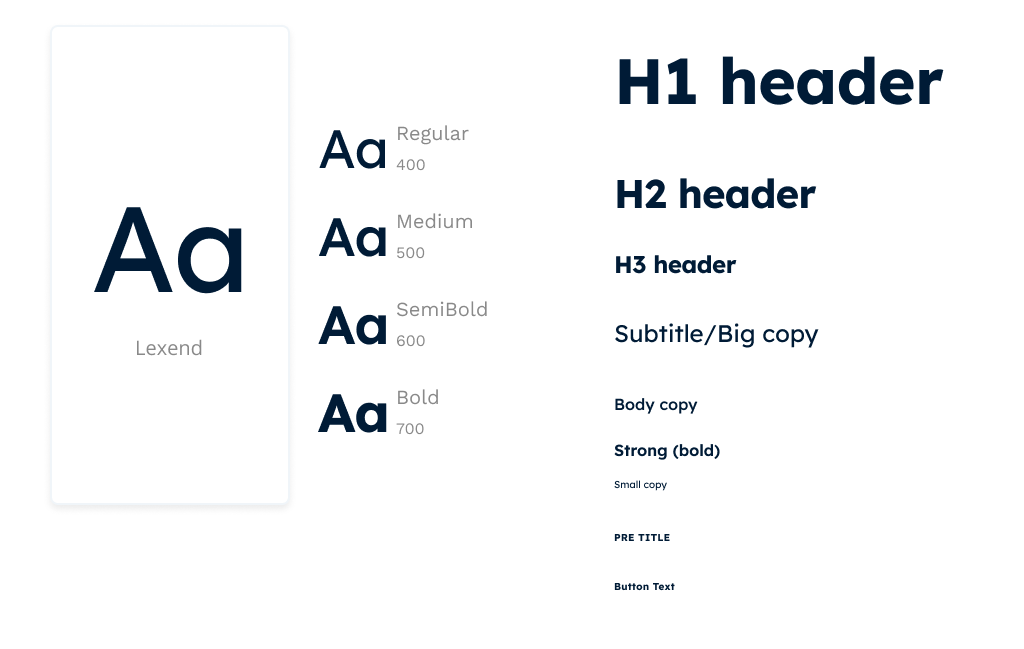 Aa
Lexend
Aa
Regular
400
Aa
Medium
500
Aa
SemiBold
600
Aa
Bold
700
H1 header
H2 header
H3 header
Subtitle/Big copy
Body copy
Strong (bold)
Small copy
PRE TITLE
Button Text